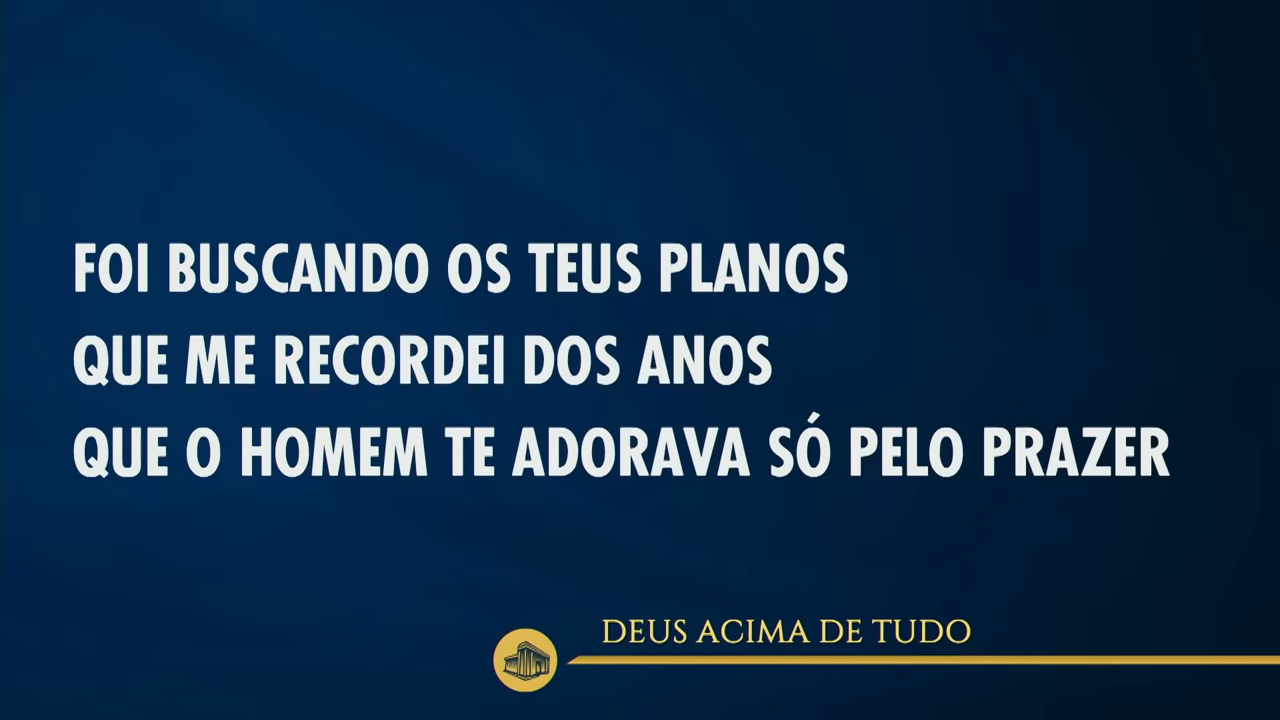 FOI BUSCANDO OS TEUS PLANOS
QUE ME RECORDEI DOS ANOS
QUE O HOMEM TE ADORAVA SÓ PELO PRAZER
DEUS ACIMA DE TUDO